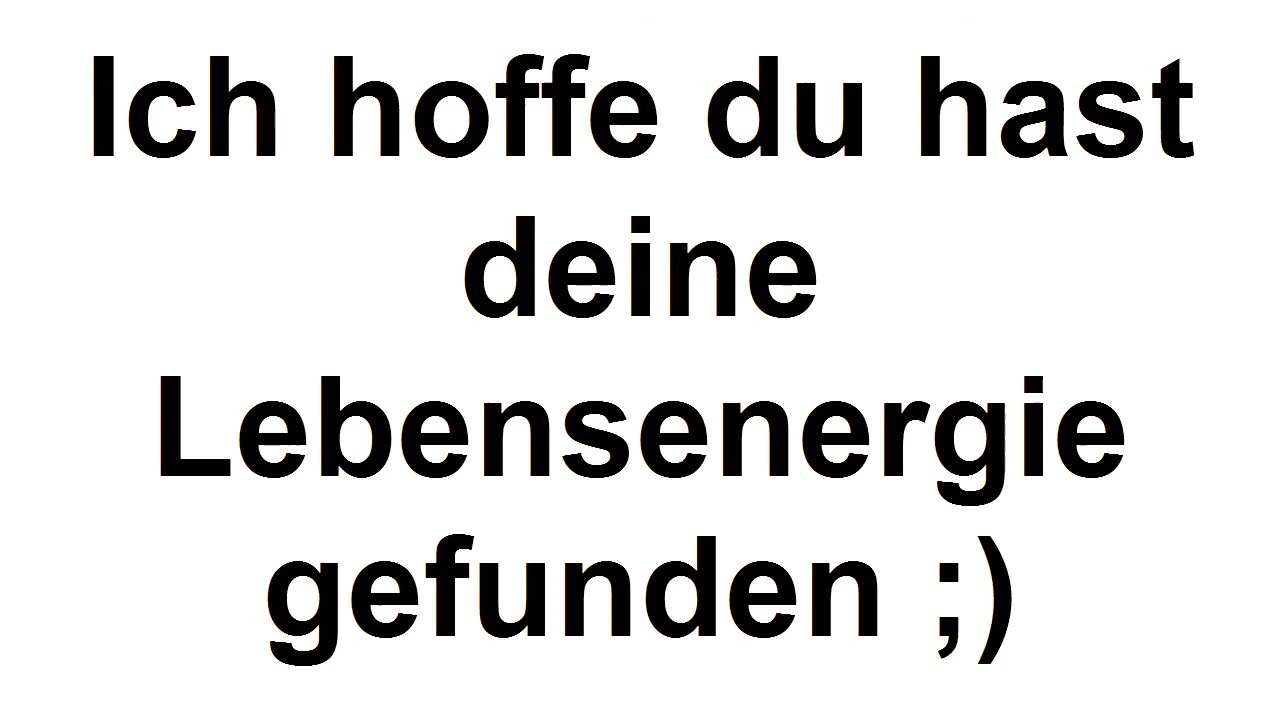 Ich hoffe du hast
deine
Lebensenergie
gefunden ;)